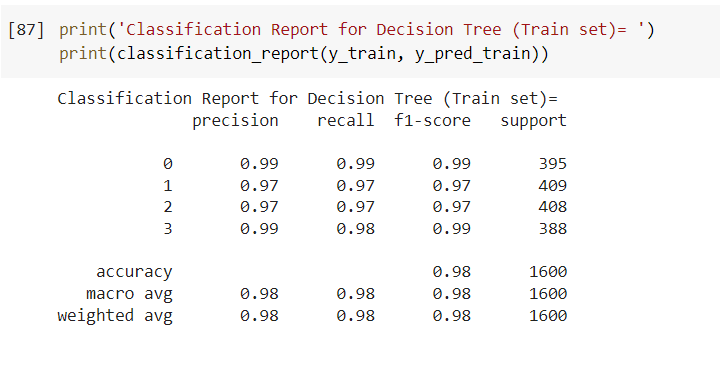 [87] print('Classification Report for Decision Tree (Train set)= ')
print(classification_report(y_train, y_pred_train))
Classification Report for Decision Tree (Train set)=
precision recall f1-score support
0 0.99 0.99 0.99 395
1 0.97 0.97 0.97 409
2 0.97 0.97 0.97 408
3 0.99 0.98 0.99 388
accuracy 0.98 1600
macro avg 0.98 0.98 0.98 1600
weighted avg 0.98 0.98 0.98 1600